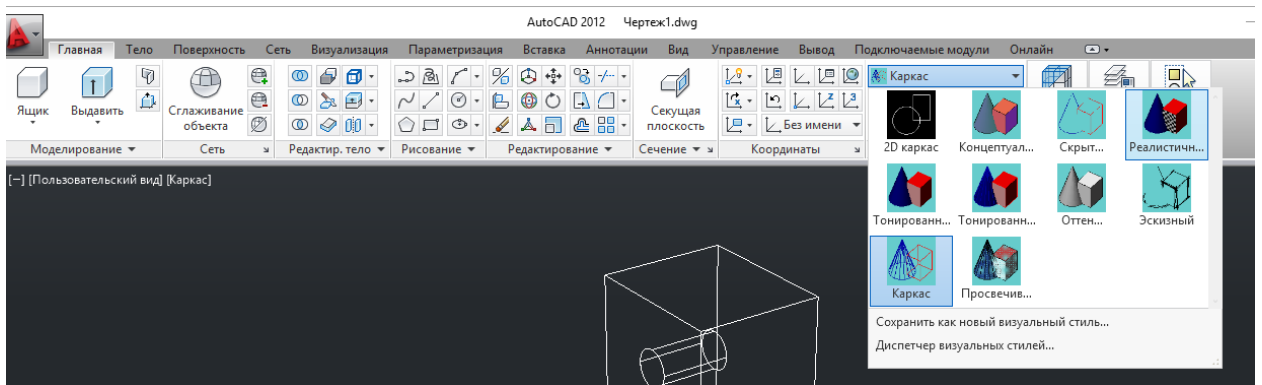 AutoCAD 2012 Чертеж1.dwg
Главная Тело Поверхность Сеть Визуализация Параметризация Вставка Аннотации Вид Управление Вывод Подключаемые модули Онлайн
Каркас
Ящик Выдавить Сглаживание объекта Секущая плоскость Без имени
Моделирование Сеть Редактир. тело Рисование Редактирование Сечение Координаты
2D каркас Концептуал... Скрыт... Реалистичн...
[−] [Пользовательский вид] [Каркас]
Тонированн... Тонированн... Оттен... Эскизный
Каркас Просвечив...
Сохранить как новый визуальный стиль...
Диспетчер визуальных стилей...